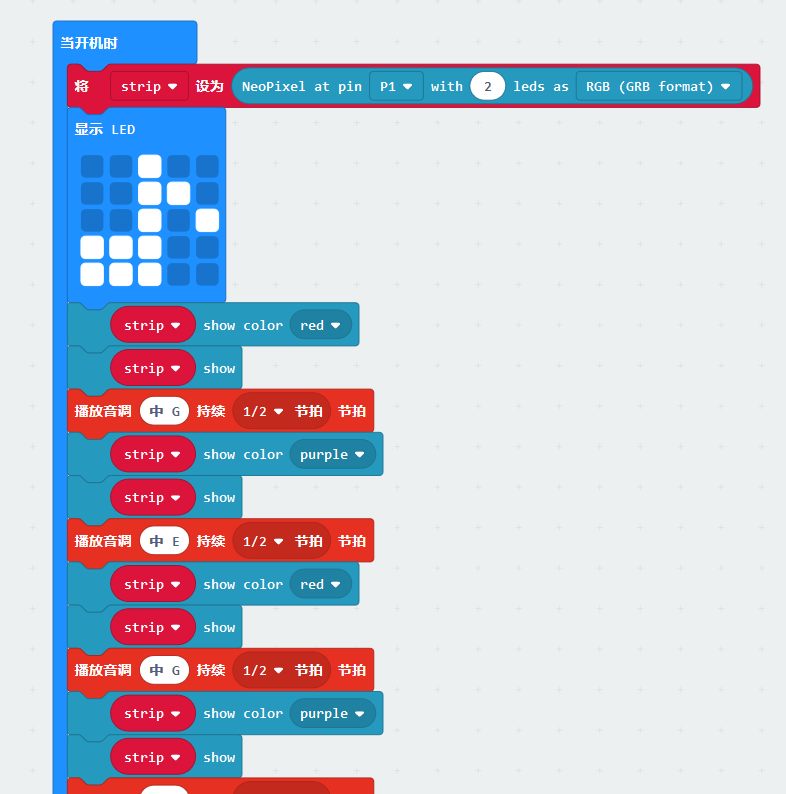 当开机时
将 strip 设为 NeoPixel at pin P1 with 2 leds as RGB (GRB format)
显示 LED
strip show color red
strip show
播放音调 中 G 持续 1/2 节拍 节拍
strip show color purple
strip show
播放音调 中 E 持续 1/2 节拍 节拍
strip show color red
strip show
播放音调 中 G 持续 1/2 节拍 节拍
strip show color purple
strip show